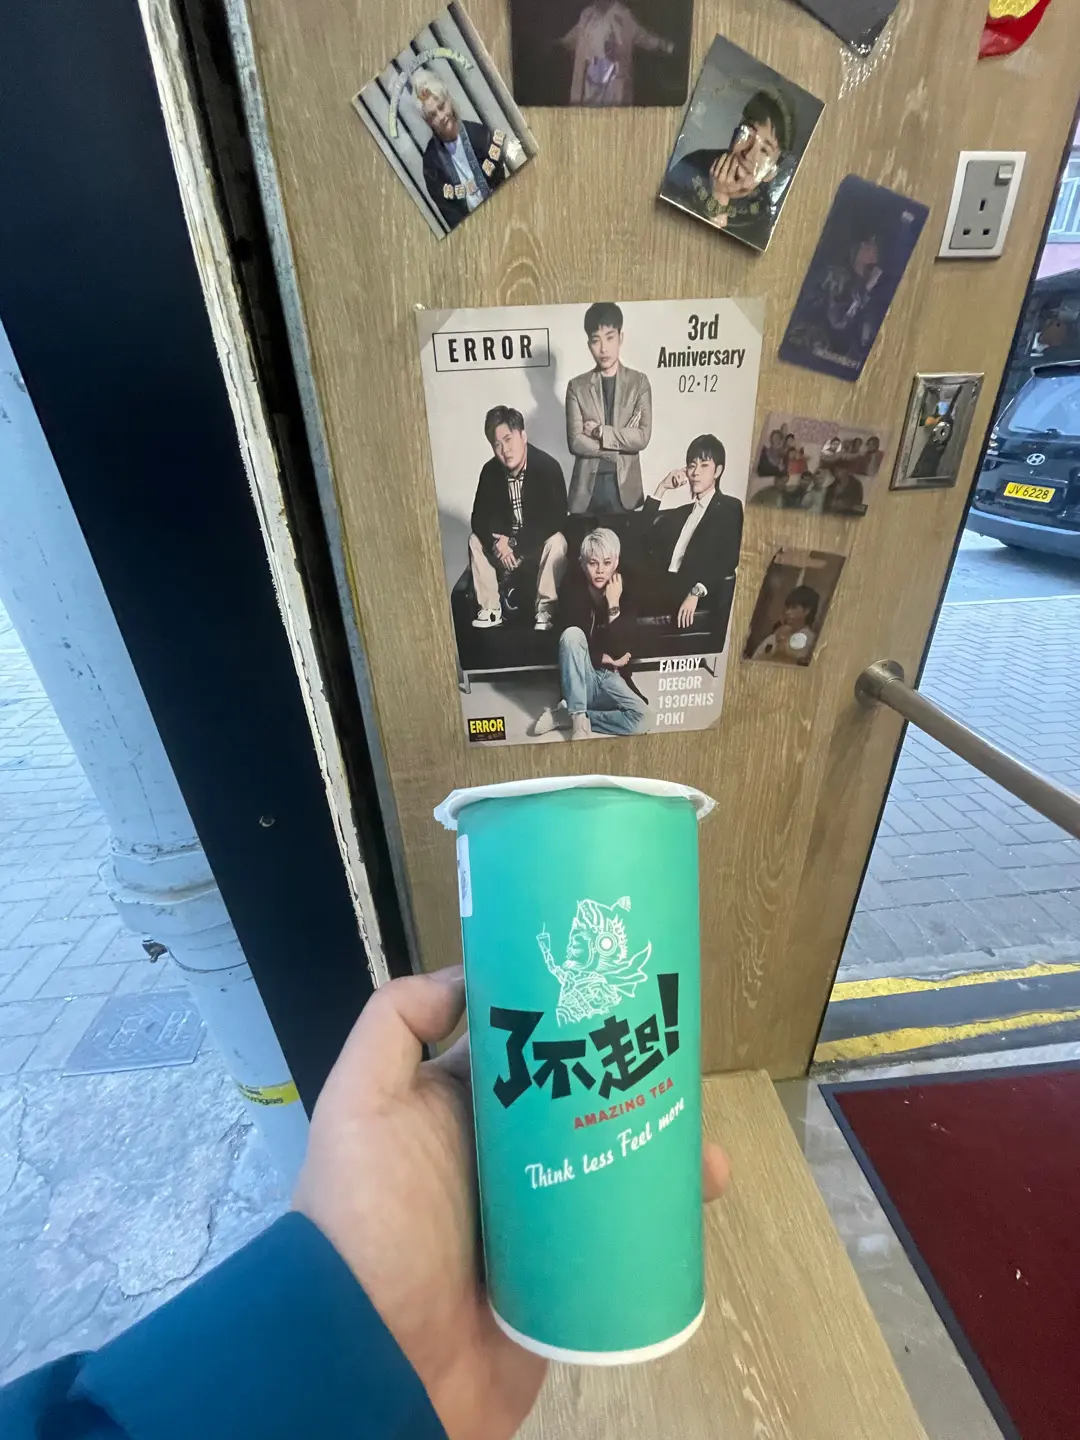 ERROR
3rd
Anniversary
02•12
FATBOY
DEEGOR
193DENIS
POKI
ERROR
JV 6228
了不起!
AMAZING TEA
Think less Feel more